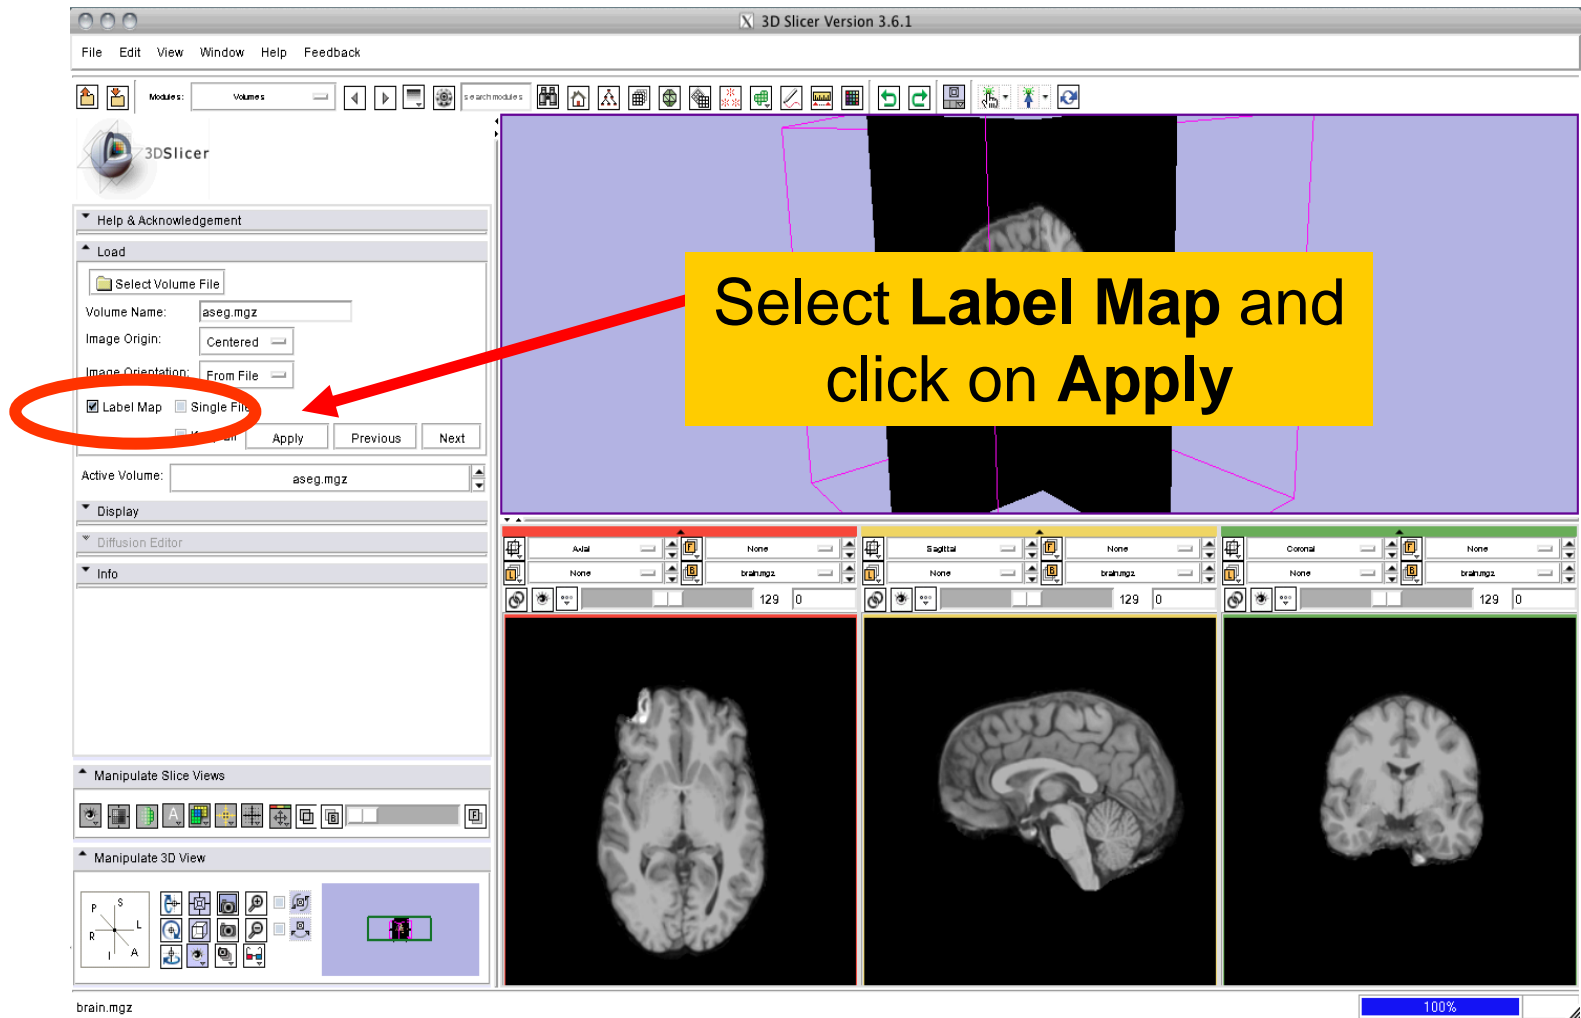 3D Slicer Version 3.6.1
File Edit View Window Help Feedback
Modules: Volumes search modules
3DSlicer
Help & Acknowledgement
Load
Select Volume File
Volume Name: aseg.mgz
Image Origin: Centered
Image Orientation: From File
Label Map Single File
Apply Previous Next
Active Volume: aseg.mgz
Display
Diffusion Editor
Info
Select Label Map and
click on Apply
Axial F None
L None B brain.mgz
129 0
Sagittal F None
L None B brain.mgz
129 0
Coronal F None
L None B brain.mgz
129 0
Manipulate Slice Views
A B F
Manipulate 3D View
P S
R L
I A
brain.mgz
100%